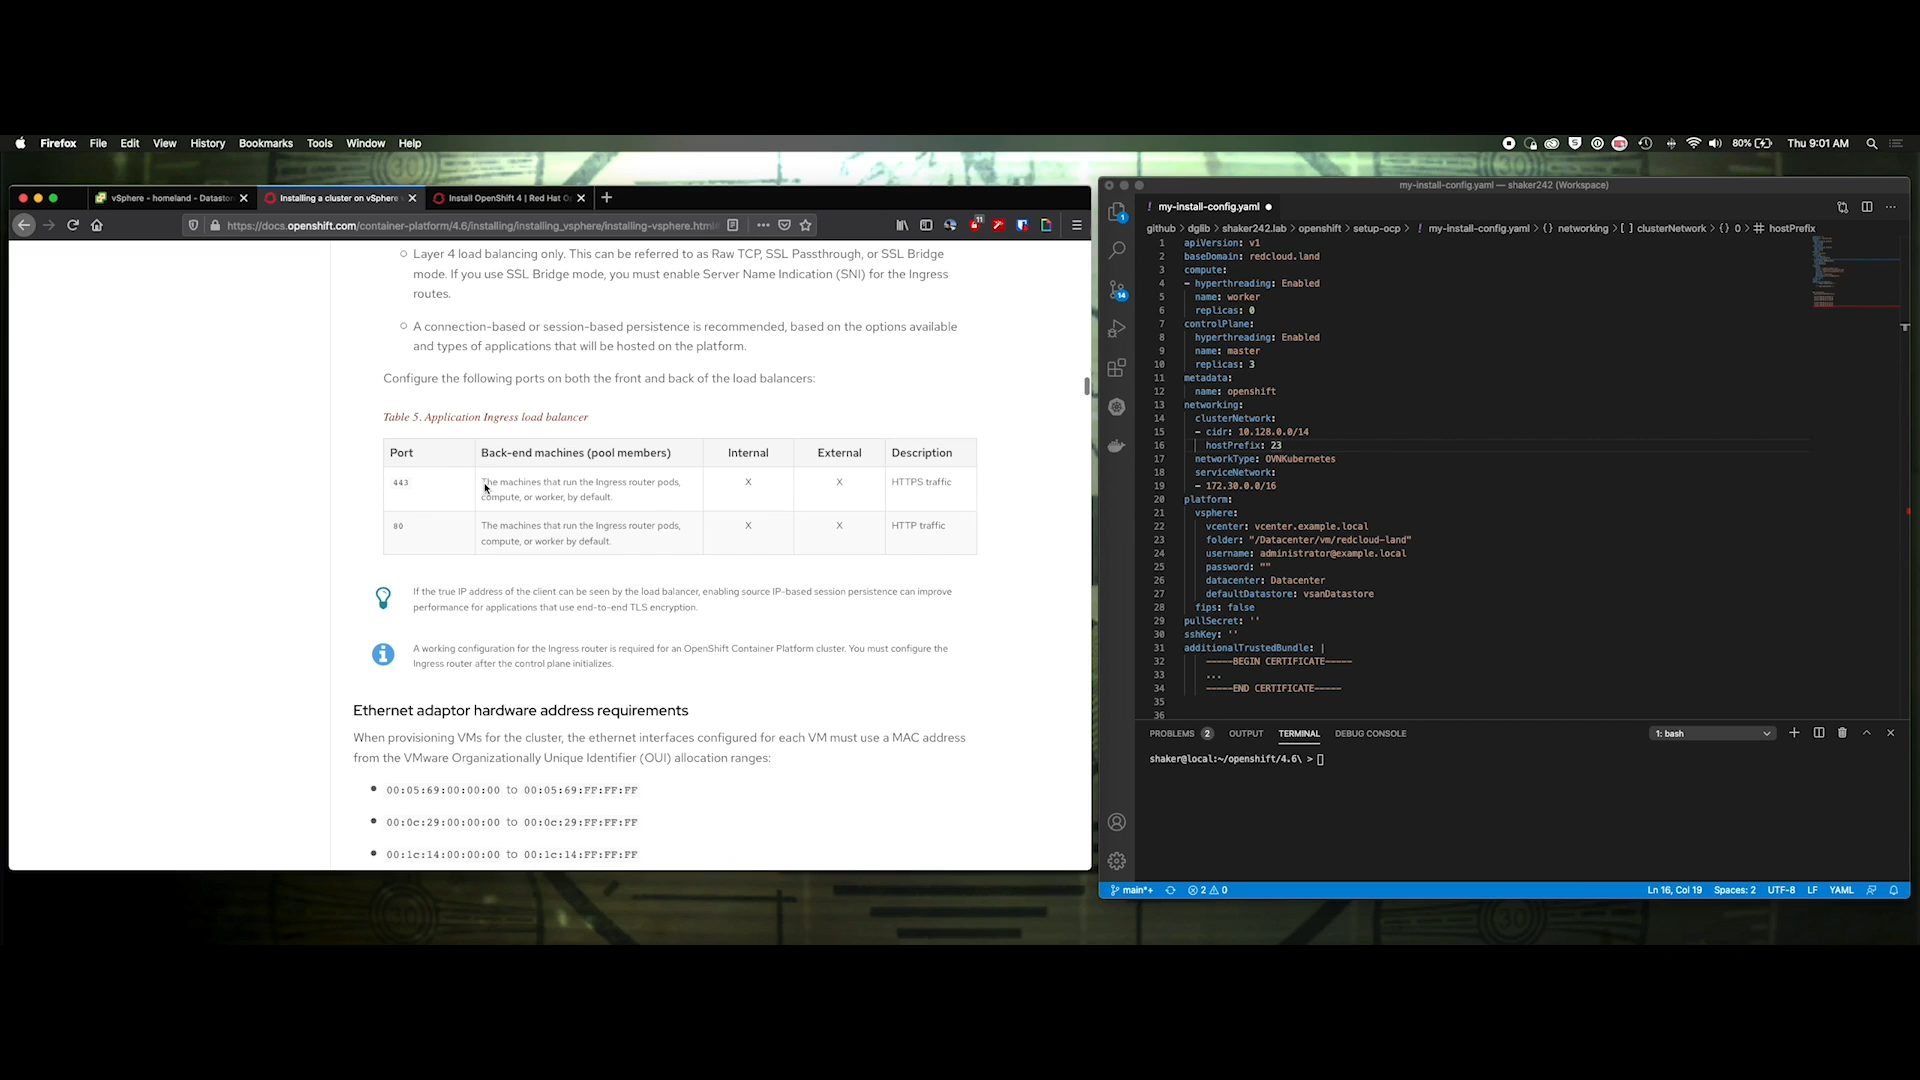 Firefox File Edit View History Bookmarks Tools Window Help
80% Thu 9:01 AM
vSphere - homeland - Datastor
Installing a cluster on vSphere
Install OpenShift 4 | Red Hat O
https://docs.openshift.com/container-platform/4.6/installing/installing_vsphere/installing-vsphere.html
11
Layer 4 load balancing only. This can be referred to as Raw TCP, SSL Passthrough, or SSL Bridge
mode. If you use SSL Bridge mode, you must enable Server Name Indication (SNI) for the Ingress
routes.
A connection-based or session-based persistence is recommended, based on the options available
and types of applications that will be hosted on the platform.
Configure the following ports on both the front and back of the load balancers:
Table 5. Application Ingress load balancer
Port Back-end machines (pool members) Internal External Description
443 The machines that run the Ingress router pods, X X HTTPS traffic
compute, or worker, by default.
80 The machines that run the Ingress router pods, X X HTTP traffic
compute, or worker by default.
If the true IP address of the client can be seen by the load balancer, enabling source IP-based session persistence can improve
performance for applications that use end-to-end TLS encryption.
A working configuration for the Ingress router is required for an OpenShift Container Platform cluster. You must configure the
Ingress router after the control plane initializes.
Ethernet adaptor hardware address requirements
When provisioning VMs for the cluster, the ethernet interfaces configured for each VM must use a MAC address
from the VMware Organizationally Unique Identifier (OUI) allocation ranges:
00:05:69:00:00:00 to 00:05:69:FF:FF:FF
00:0c:29:00:00:00 to 00:0c:29:FF:FF:FF
00:1c:14:00:00:00 to 00:1c:14:FF:FF:FF
my-install-config.yaml — shaker242 (Workspace)
1
14
! my-install-config.yaml ●
github > dglib > shaker242.lab > openshift > setup-ocp > ! my-install-config.yaml > {} networking > [ ] clusterNetwork > {} 0 > # hostPrefix
1 apiVersion: v1
2 baseDomain: redcloud.land
3 compute:
4 - hyperthreading: Enabled
5 name: worker
6 replicas: 0
7 controlPlane:
8 hyperthreading: Enabled
9 name: master
10 replicas: 3
11 metadata:
12 name: openshift
13 networking:
14 clusterNetwork:
15 - cidr: 10.128.0.0/14
16 hostPrefix: 23
17 networkType: OVNKubernetes
18 serviceNetwork:
19 - 172.30.0.0/16
20 platform:
21 vsphere:
22 vcenter: vcenter.example.local
23 folder: "/Datacenter/vm/redcloud-land"
24 username: administrator@example.local
25 password: ""
26 datacenter: Datacenter
27 defaultDatastore: vsanDatastore
28 fips: false
29 pullSecret: ''
30 sshKey: ''
31 additionalTrustedBundle: |
32 -----BEGIN CERTIFICATE-----
33 ...
34 -----END CERTIFICATE-----
35
36
PROBLEMS 2 OUTPUT TERMINAL DEBUG CONSOLE 1: bash
shaker@local:~/openshift/4.6\ >
main*+ 2 0 Ln 16, Col 19 Spaces: 2 UTF-8 LF YAML